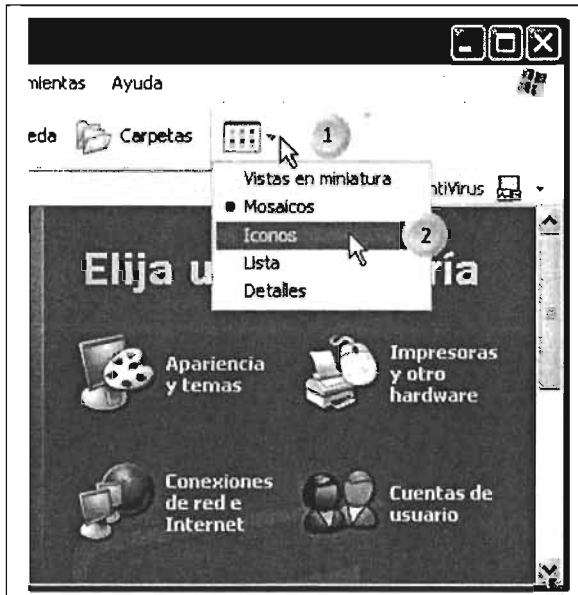 mientas Ayuda
eda Carpetas 1
Vistas en miniatura
ntiVirus
Mosaicos
Iconos 2
Lista
Detalles
Elija u ría
Apariencia
y temas
Impresoras
y otro
hardware
Conexiones
de red e
Internet
Cuentas de
usuario